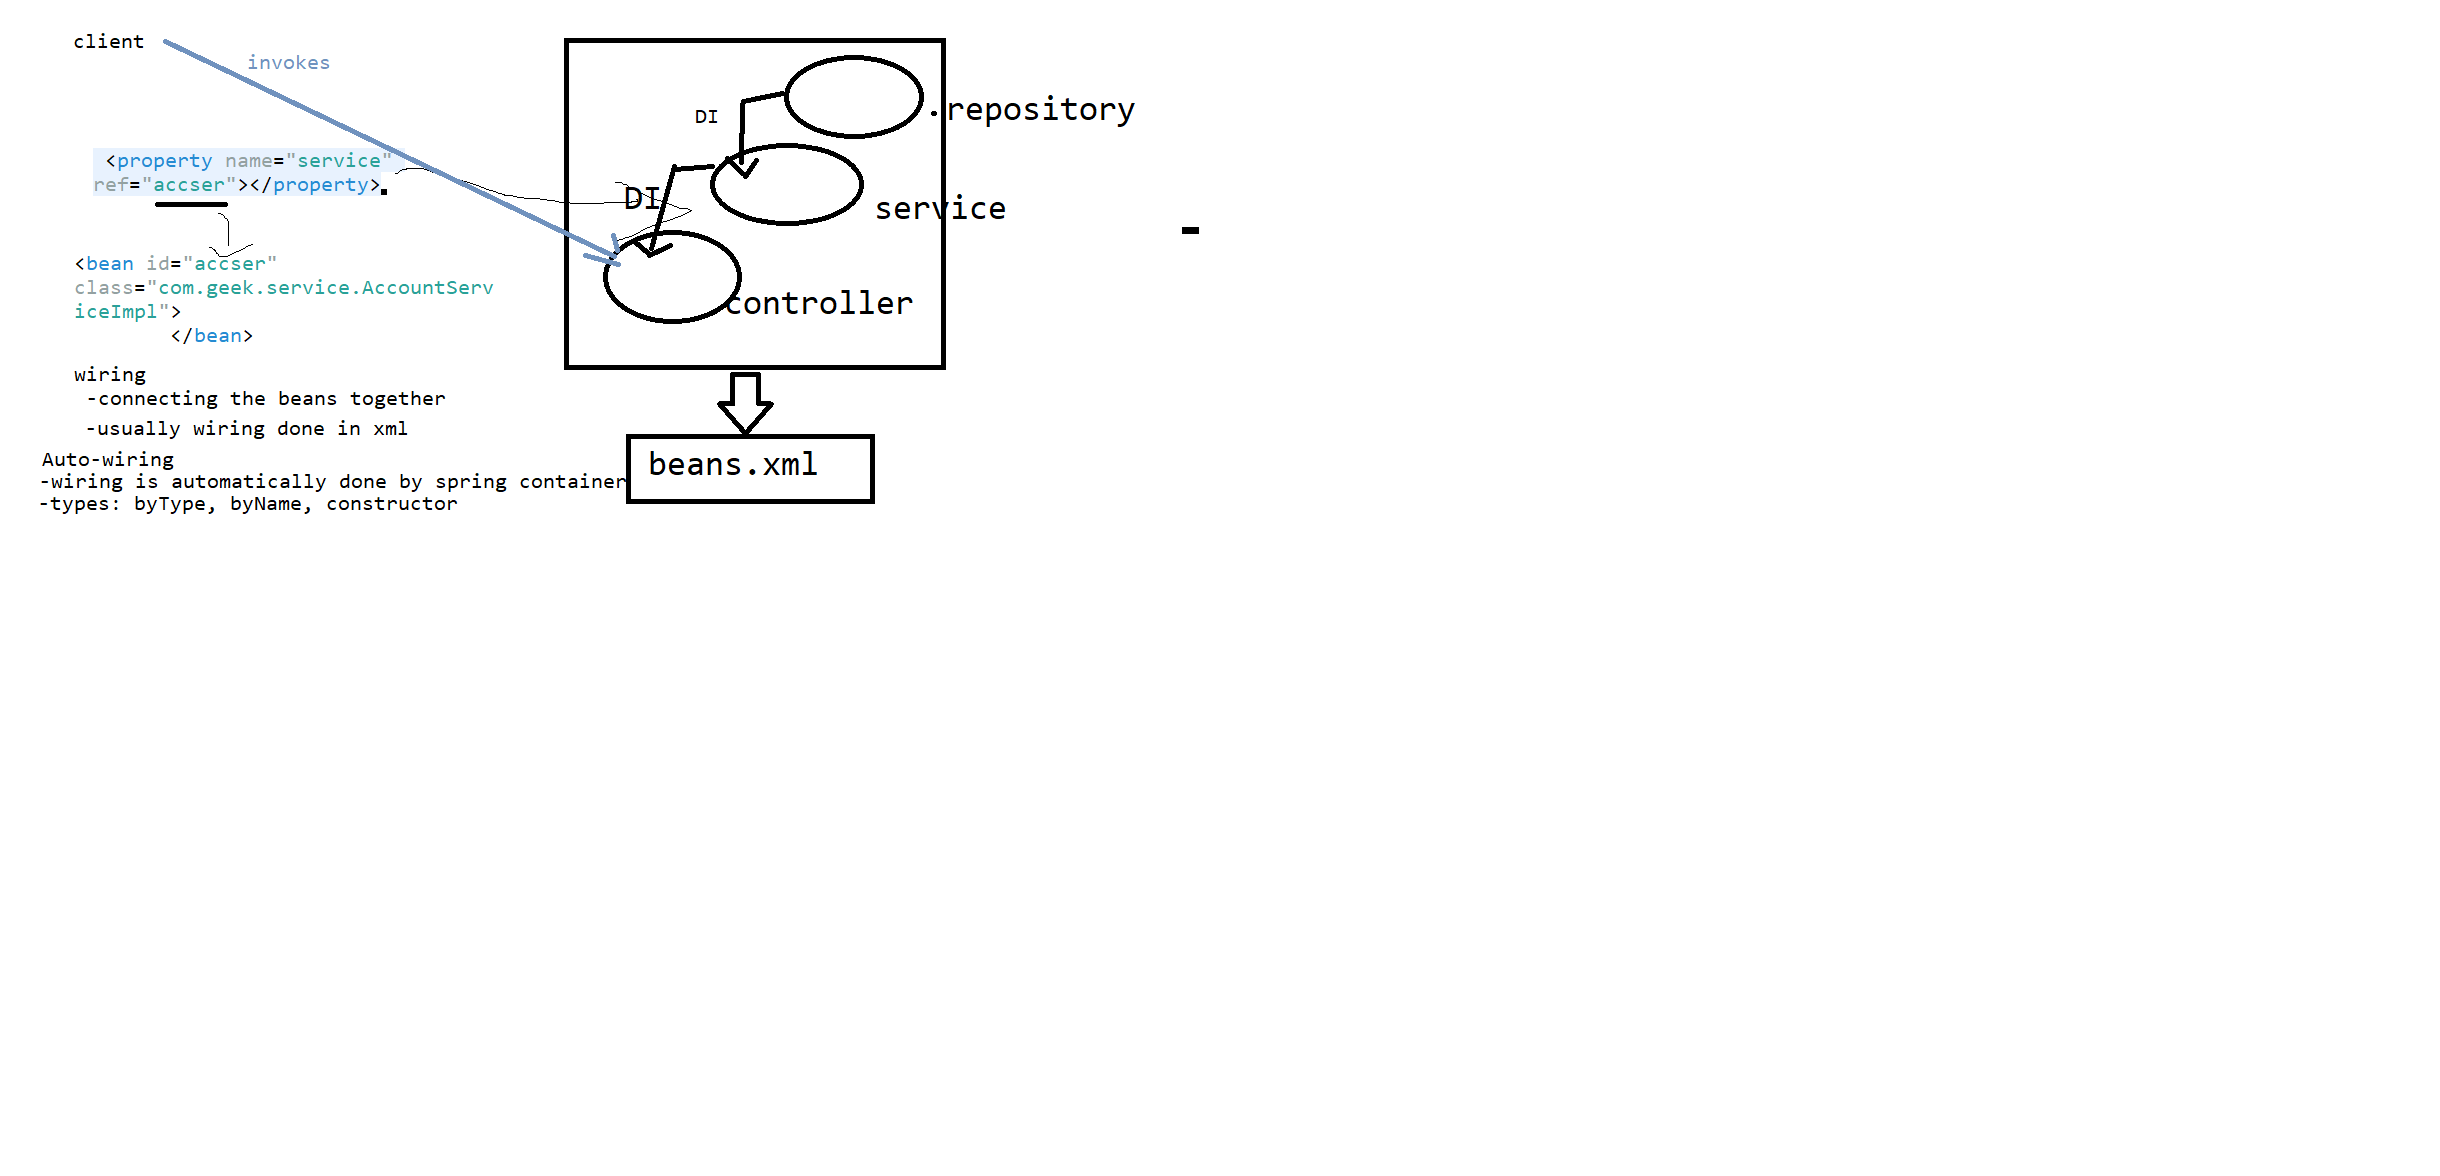 client
invokes
<property name="service"
ref="accser"></property>
<bean id="accser"
class="com.geek.service.AccountServ
iceImpl">
</bean>
wiring
-connecting the beans together
-usually wiring done in xml
Auto-wiring
-wiring is automatically done by spring container
-types: byType, byName, constructor
DI
.repository
DI
service
controller
beans.xml
-